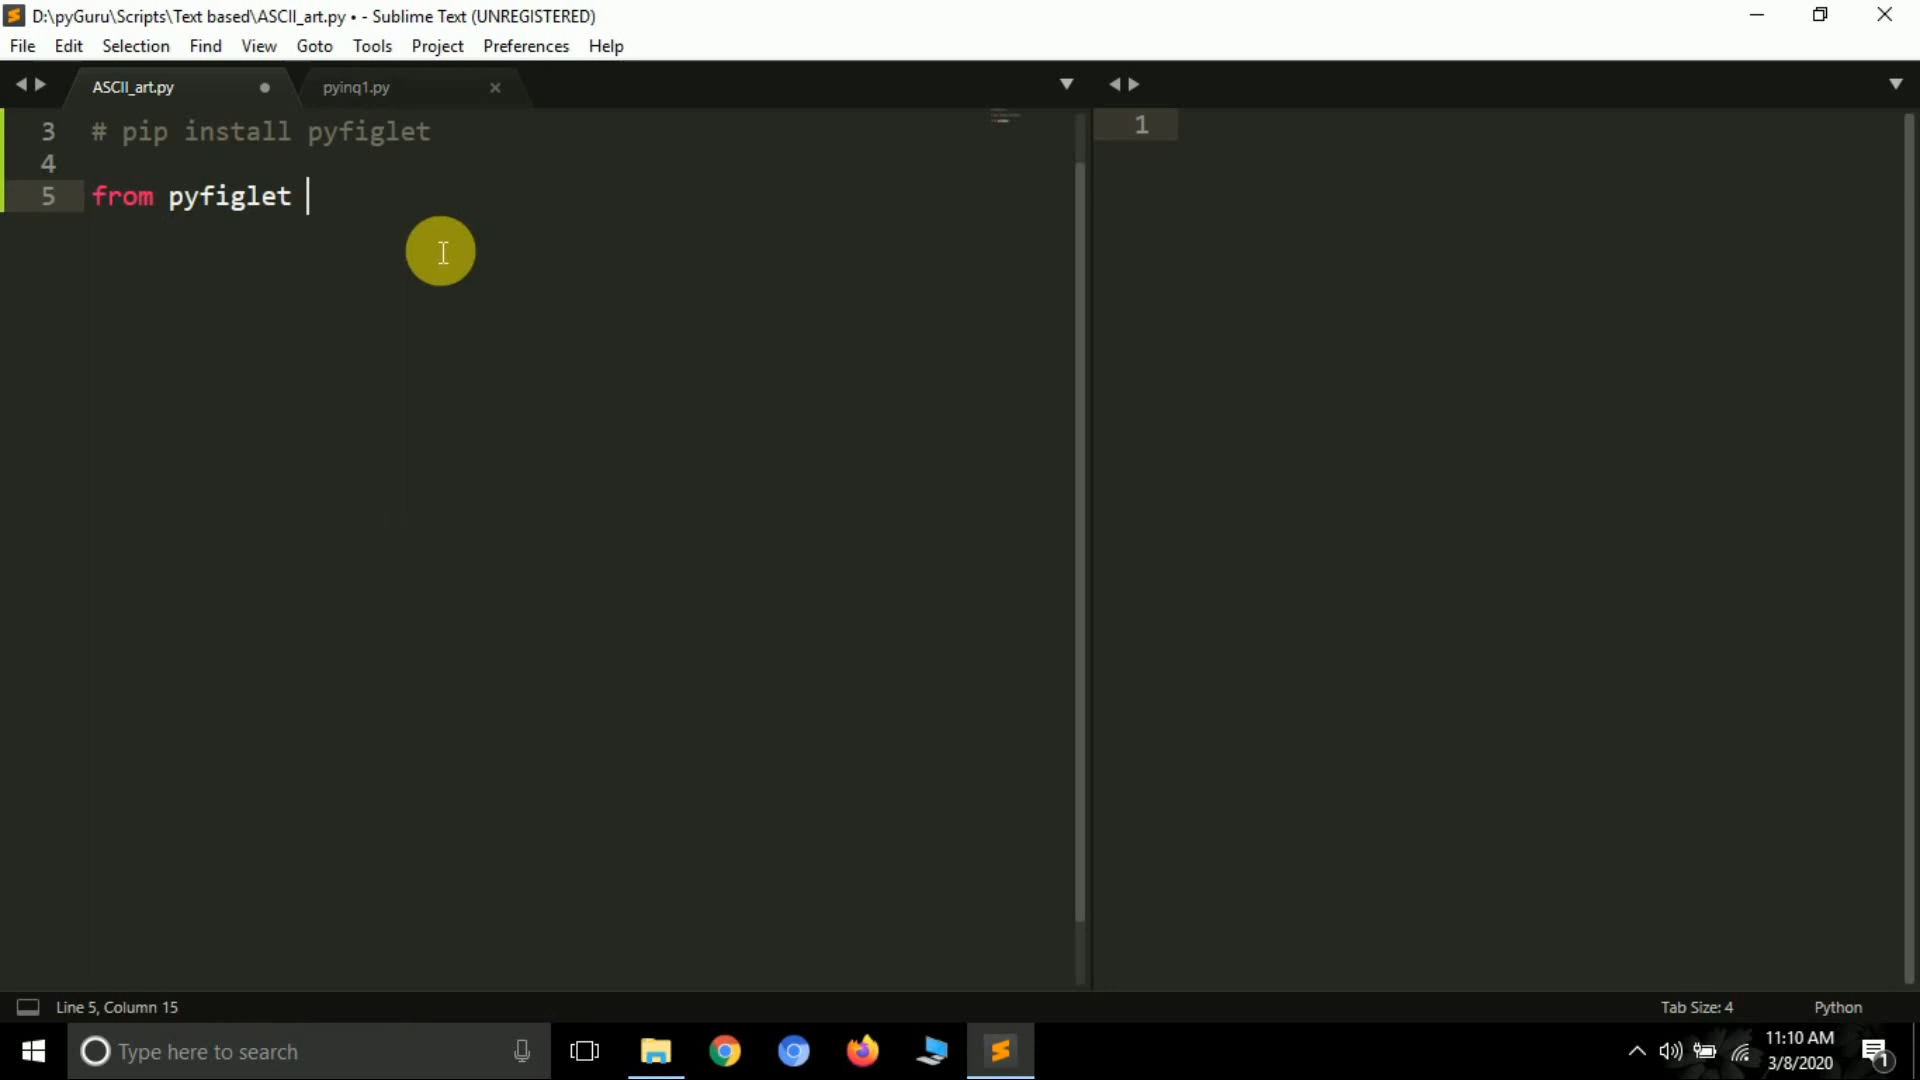 D:\pyGuru\Scripts\Text based\ASCII_art.py • - Sublime Text (UNREGISTERED)
File Edit Selection Find View Goto Tools Project Preferences Help
ASCII_art.py pyinq1.py
3 # pip install pyfiglet
4
5 from pyfiglet
1
Line 5, Column 15 Tab Size: 4 Python
Type here to search
11:10 AM
3/8/2020
1